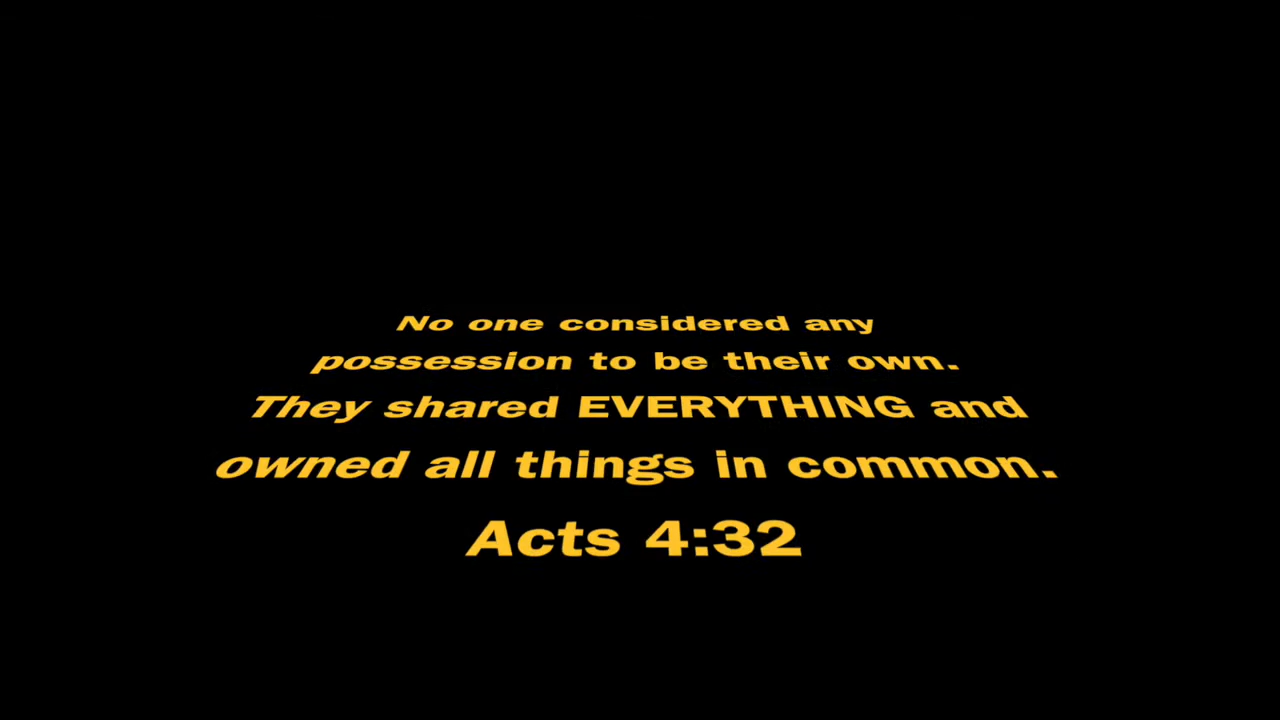 No one considered any
possession to be their own.
They shared EVERYTHING and
owned all things in common.
Acts 4:32